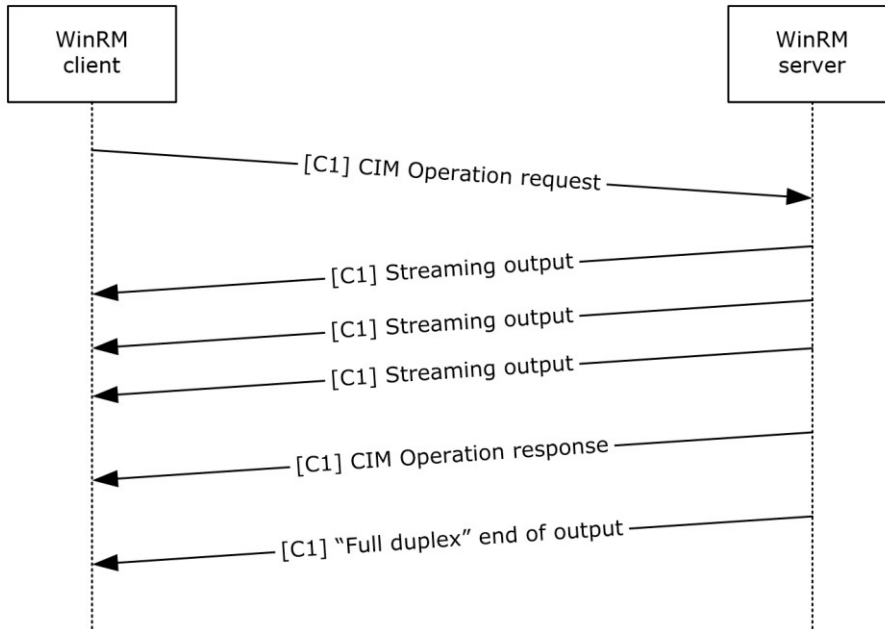 WinRM
client
WinRM
server
[C1] CIM Operation request
[C1] Streaming output
[C1] Streaming output
[C1] Streaming output
[C1] CIM Operation response
[C1] “Full duplex” end of output